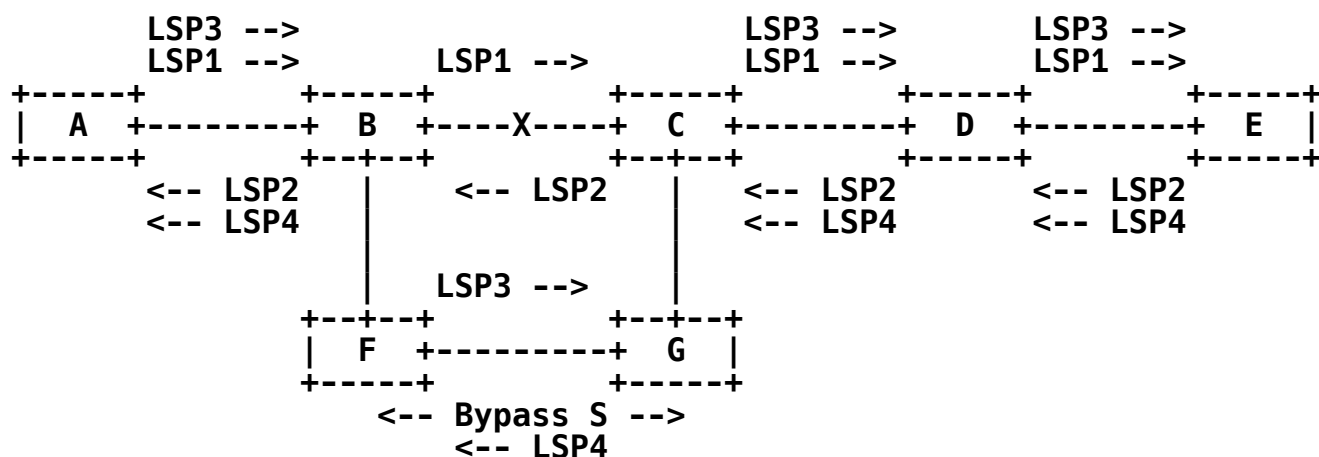 LSP3 --> LSP3 --> LSP3 -->
LSP1 --> LSP1 --> LSP1 --> LSP1 -->
+-----+ +-----+ +-----+ +-----+ +-----+
| A +--------+ B +----X----+ C +--------+ D +--------+ E |
+-----+ +--+--+ +--+--+ +-----+ +-----+
<-- LSP2 | <-- LSP2 | <-- LSP2 <-- LSP2
<-- LSP4 | | <-- LSP4 <-- LSP4
| |
| LSP3 --> |
+--+--+ +--+--+
| F +---------+ G |
+-----+ +-----+
<-- Bypass S -->
<-- LSP4